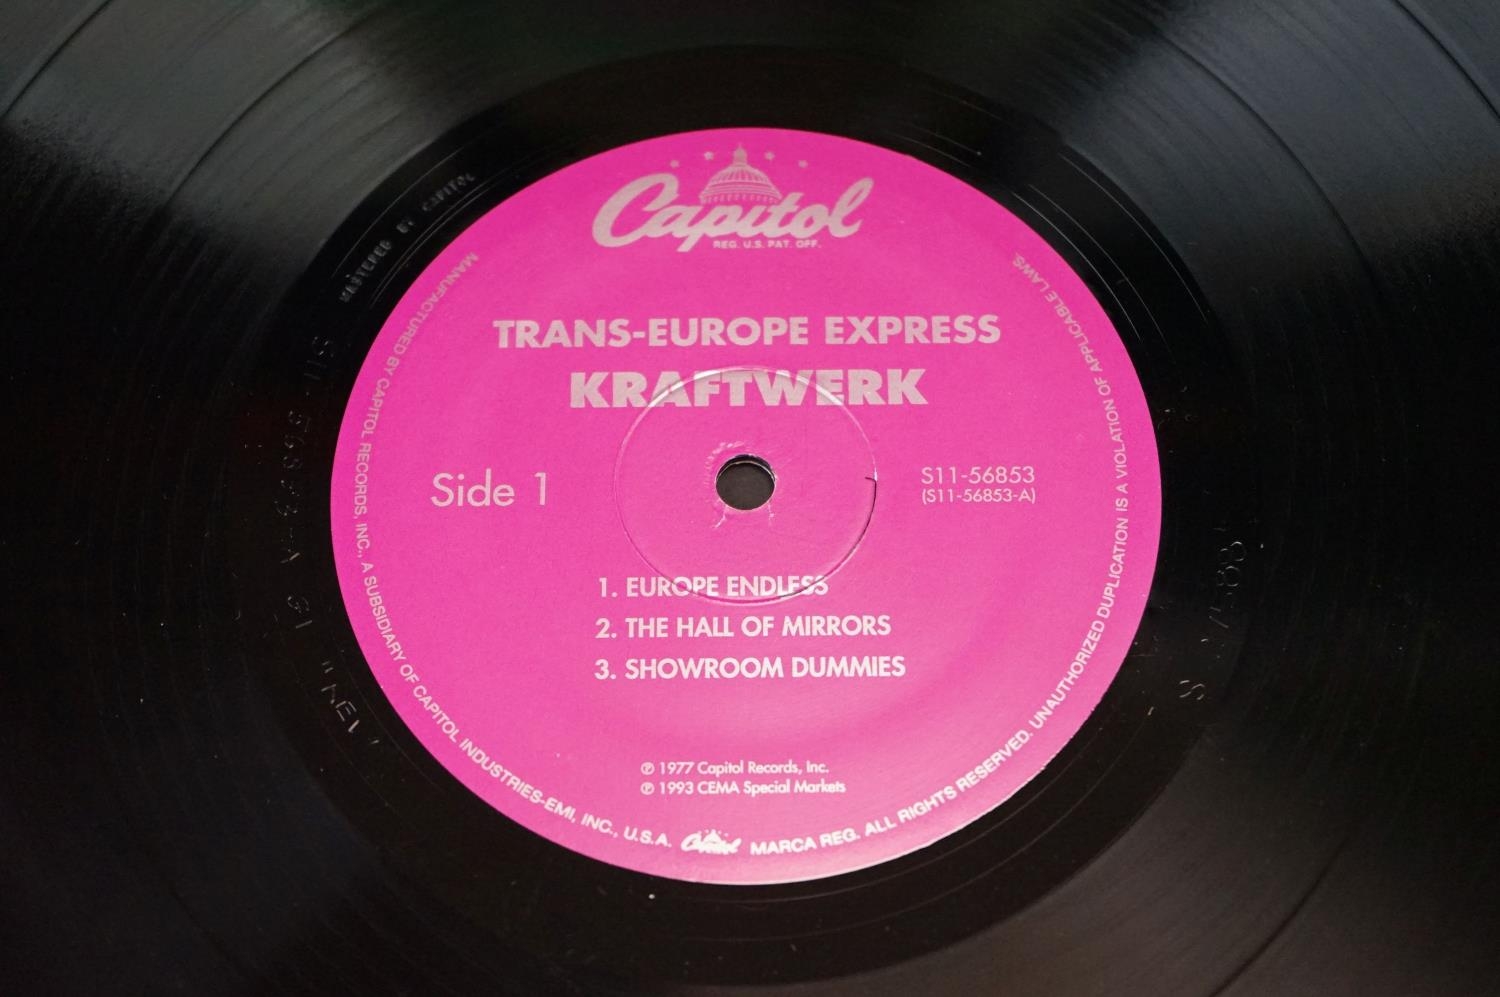 Capitol
REG. U.S. PAT. OFF.
TRANS-EUROPE EXPRESS
KRAFTWERK
Side 1
S11-56853
(S11-56853-A)
1. EUROPE ENDLESS
2. THE HALL OF MIRRORS
3. SHOWROOM DUMMIES
℗ 1977 Capitol Records, Inc.
℗ 1993 CEMA Special Markets
MANUFACTURED BY CAPITOL RECORDS, INC., A SUBSIDIARY OF CAPITOL INDUSTRIES-EMI, INC., U.S.A. Capitol MARCA REG. ALL RIGHTS RESERVED. UNAUTHORIZED DUPLICATION IS A VIOLATION OF APPLICABLE LAWS.
MASTERED BY CAPITOL